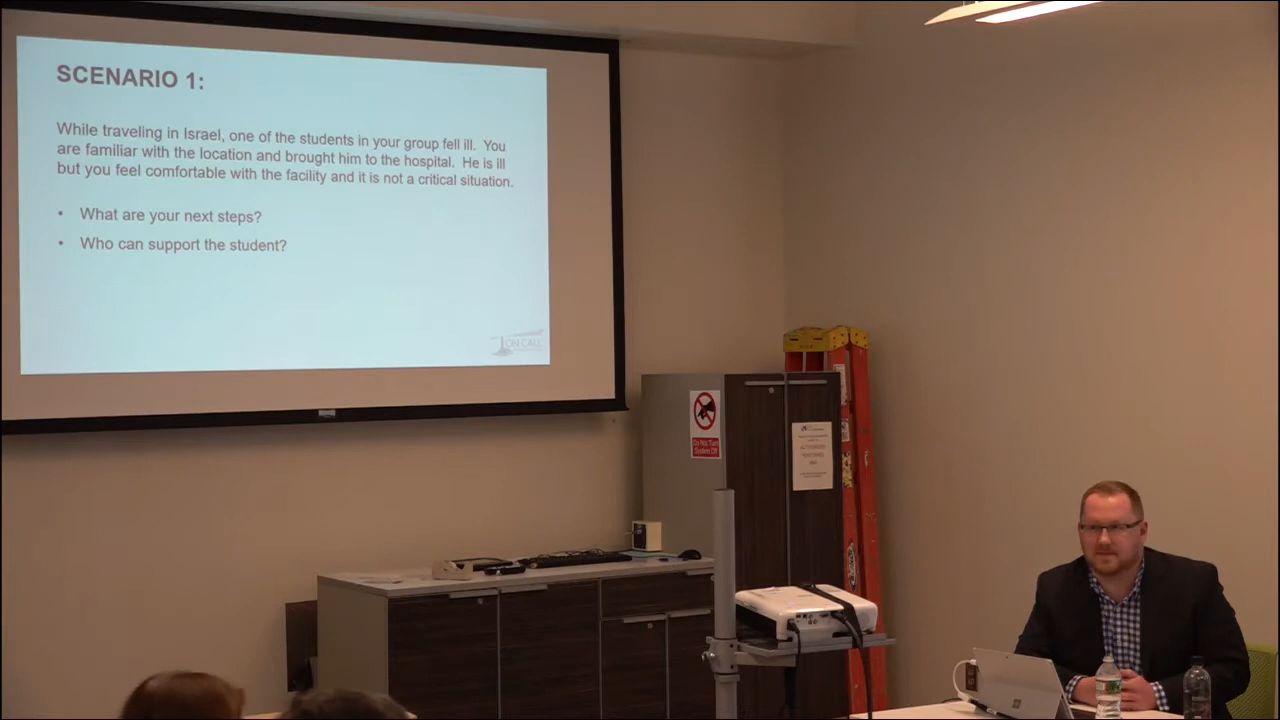 SCENARIO 1:
While traveling in Israel, one of the students in your group fell ill.  You
are familiar with the location and brought him to the hospital.  He is ill
but you feel comfortable with the facility and it is not a critical situation.
• What are your next steps?
• Who can support the student?
ON CALL
Do Not Turn
System Off
AUTHORIZED
PERSONNEL
ONLY